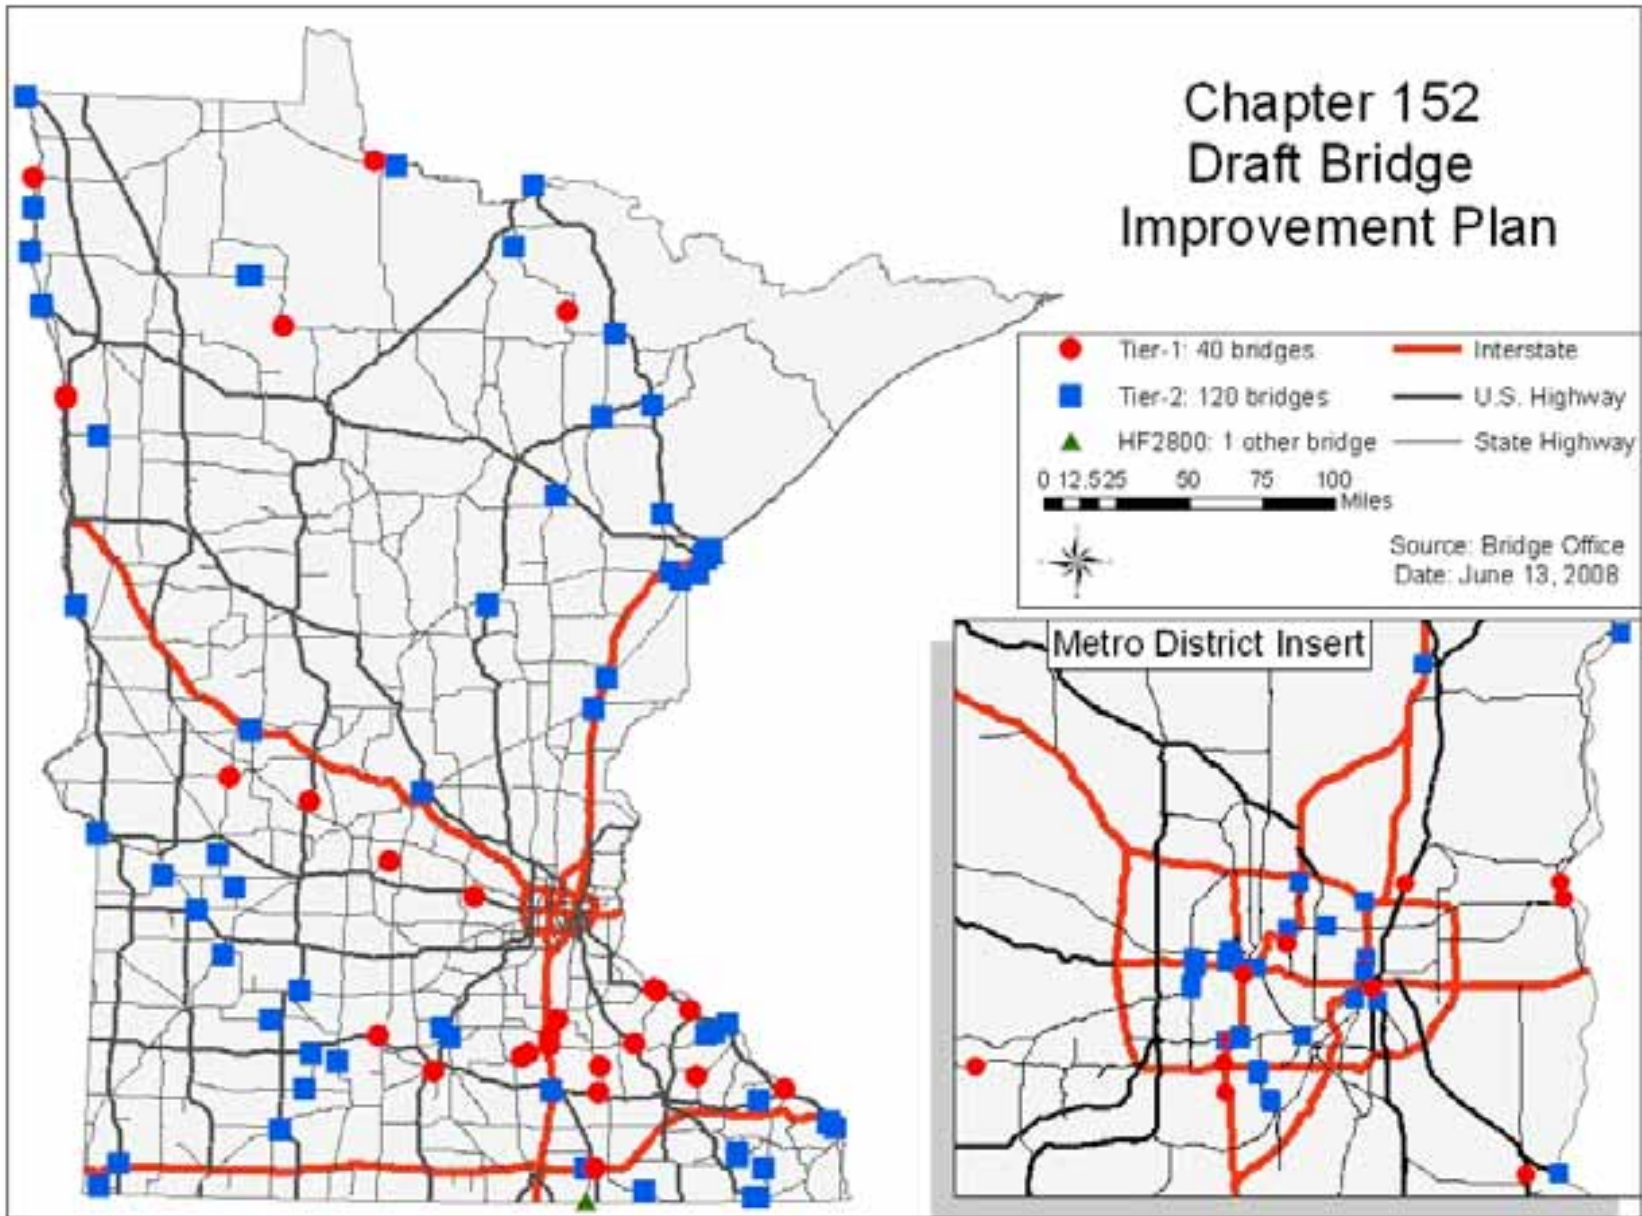 Chapter 152
Draft Bridge
Improvement Plan
Tier-1: 40 bridges
Interstate
Tier-2: 120 bridges
U.S. Highway
HF2800: 1 other bridge
State Highway
0 12.525 50 75 100
Miles
Source: Bridge Office
Date: June 13, 2008
Metro District Insert